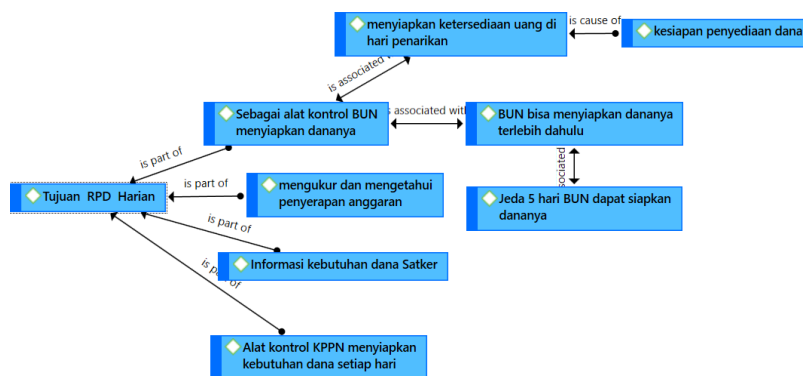 menyiapkan ketersediaan uang di
hari penarikan
is cause of
kesiapan penyediaan dana
is associated
Sebagai alat kontrol BUN
menyiapkan dananya
is associated with
BUN bisa menyiapkan dananya
terlebih dahulu
is part of
sociated
Tujuan RPD Harian
is part of
mengukur dan mengetahui
penyerapan anggaran
Jeda 5 hari BUN dapat siapkan
dananya
is part of
Informasi kebutuhan dana Satker
is part of
Alat kontrol KPPN menyiapkan
kebutuhan dana setiap hari